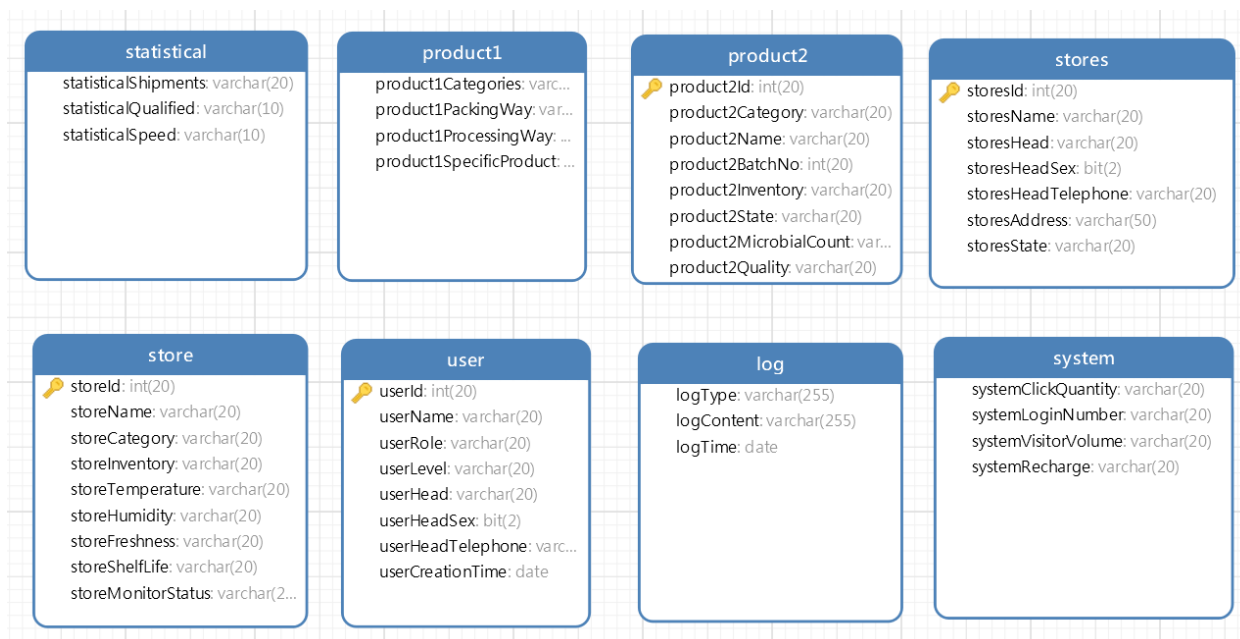 statistical
statisticalShipments: varchar(20)
statisticalQualified: varchar(10)
statisticalSpeed: varchar(10)
product1
product1Categories: varc...
product1PackingWay: var...
product1ProcessingWay: ...
product1SpecificProduct: ...
product2
product2Id: int(20)
product2Category: varchar(20)
product2Name: varchar(20)
product2BatchNo: int(20)
product2Inventory: varchar(20)
product2State: varchar(20)
product2MicrobialCount: var...
product2Quality: varchar(20)
stores
storesId: int(20)
storesName: varchar(20)
storesHead: varchar(20)
storesHeadSex: bit(2)
storesHeadTelephone: varchar(20)
storesAddress: varchar(50)
storesState: varchar(20)
store
storeId: int(20)
storeName: varchar(20)
storeCategory: varchar(20)
storeInventory: varchar(20)
storeTemperature: varchar(20)
storeHumidity: varchar(20)
storeFreshness: varchar(20)
storeShelfLife: varchar(20)
storeMonitorStatus: varchar(2...
user
userId: int(20)
userName: varchar(20)
userRole: varchar(20)
userLevel: varchar(20)
userHead: varchar(20)
userHeadSex: bit(2)
userHeadTelephone: varc...
userCreationTime: date
log
logType: varchar(255)
logContent: varchar(255)
logTime: date
system
systemClickQuantity: varchar(20)
systemLoginNumber: varchar(20)
systemVisitorVolume: varchar(20)
systemRecharge: varchar(20)